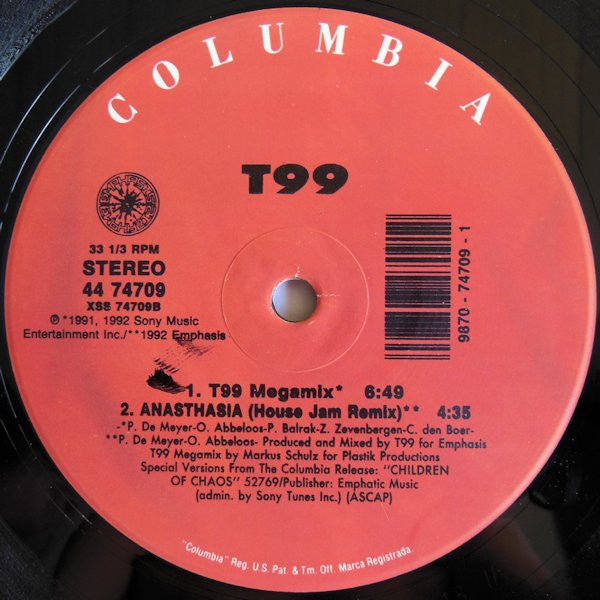 COLUMBIA
T99
33 1/3 RPM
STEREO
44 74709
XSS 74709B
℗ *1991, 1992 Sony Music
Entertainment Inc./**1992 Emphasis
9870 - 74709 - 1
1. T99 Megamix* 6:49
2. ANASTHASIA (House Jam Remix)** 4:35
-*P. De Meyer-O. Abbeloos-P. Balrak-Z. Zevenbergen-C. den Boer-
**P. De Meyer-O. Abbeloos- Produced and Mixed by T99 for Emphasis
T99 Megamix by Markus Schulz for Plastik Productions
Special Versions From The Columbia Release: "CHILDREN
OF CHAOS" 52769/Publisher: Emphatic Music
(admin. by Sony Tunes Inc.) (ASCAP)
"Columbia" Reg. U.S. Pat. & Tm. Off. Marca Registrada.